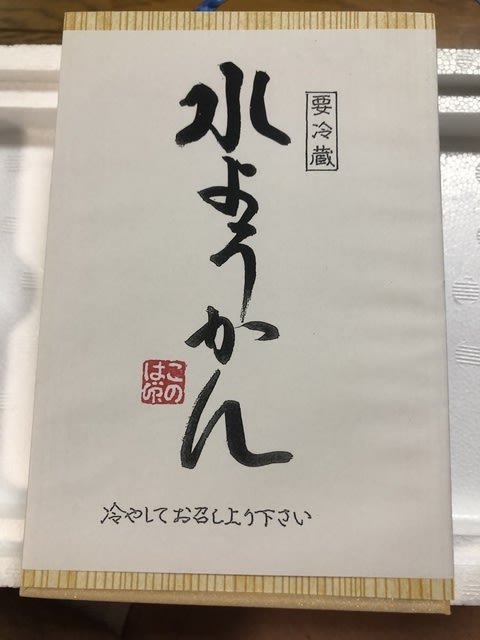 要冷蔵
水ようかん
このは
冷やしてお召し上り下さい